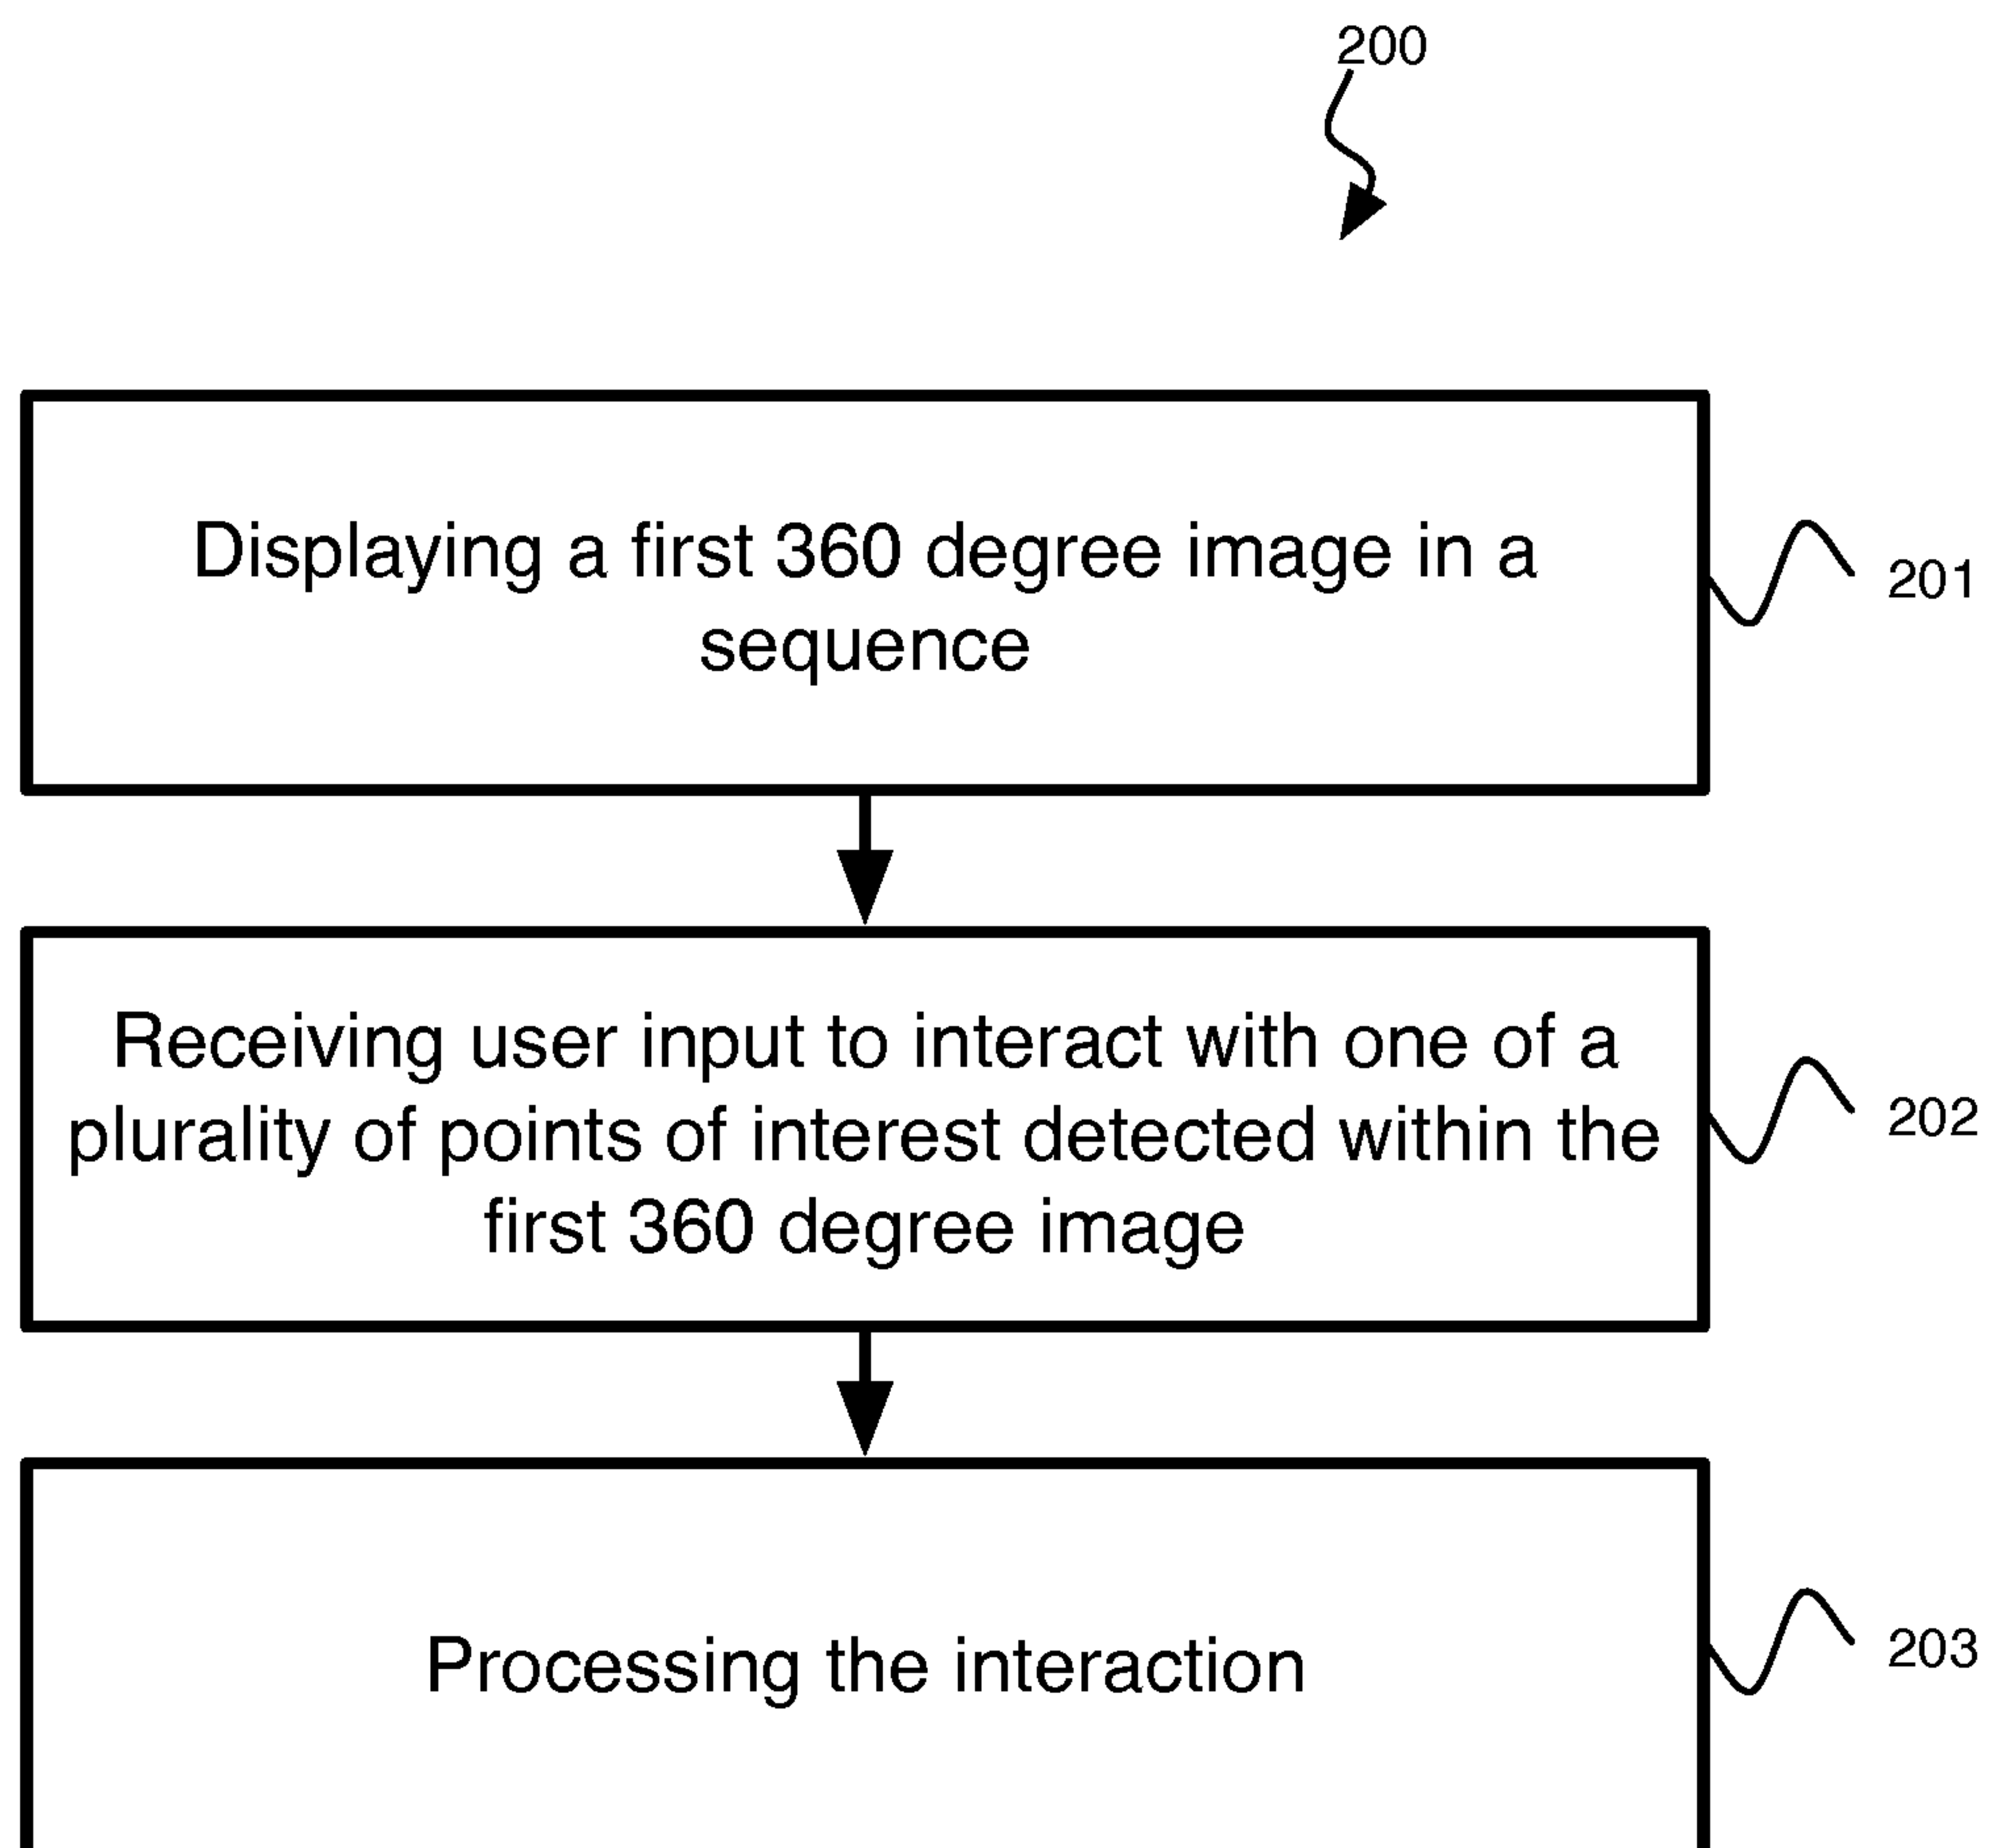 200
Displaying a first 360 degree image in a
sequence
201
Receiving user input to interact with one of a
plurality of points of interest detected within the
first 360 degree image
202
Processing the interaction
203